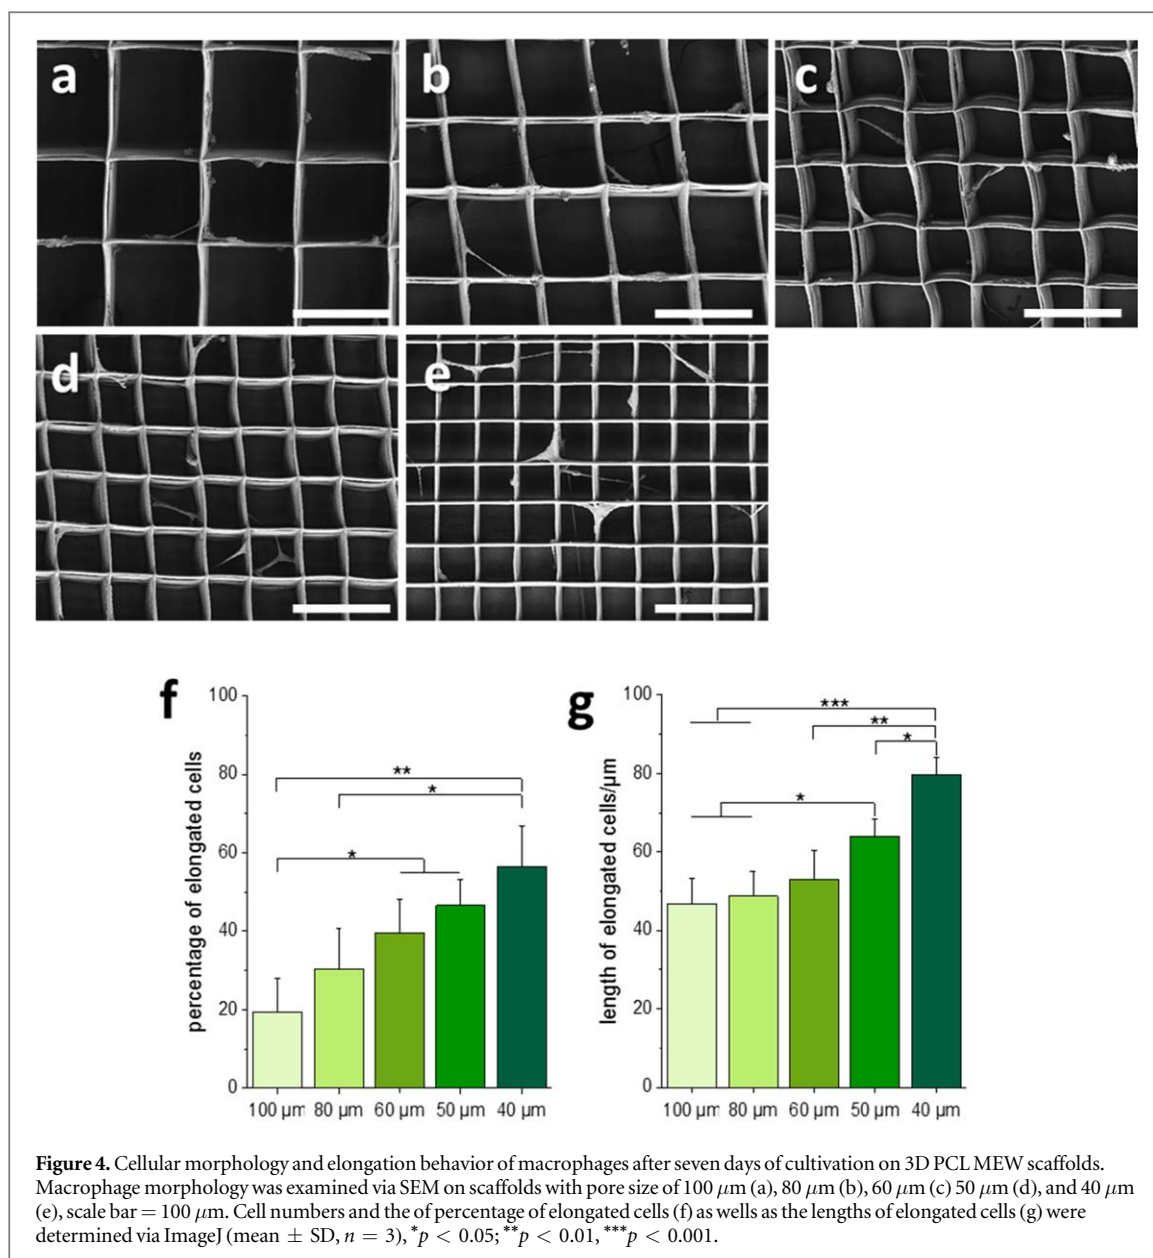 a
b
c
d
e
f
g
100
80
60
40
20
0
percentage of elongated cells
**
*
*
100 μm 80 μm 60 μm 50 μm 40 μm
100
80
60
40
20
0
length of elongated cells/μm
***
**
*
*
100 μm 80 μm 60 μm 50 μm 40 μm
Figure 4. Cellular morphology and elongation behavior of macrophages after seven days of cultivation on 3D PCL MEW scaffolds.
Macrophage morphology was examined via SEM on scaffolds with pore size of 100 μm (a), 80 μm (b), 60 μm (c) 50 μm (d), and 40 μm
(e), scale bar = 100 μm. Cell numbers and the of percentage of elongated cells (f) as wells as the lengths of elongated cells (g) were
determined via ImageJ (mean ± SD, n = 3), *p < 0.05; **p < 0.01, ***p < 0.001.